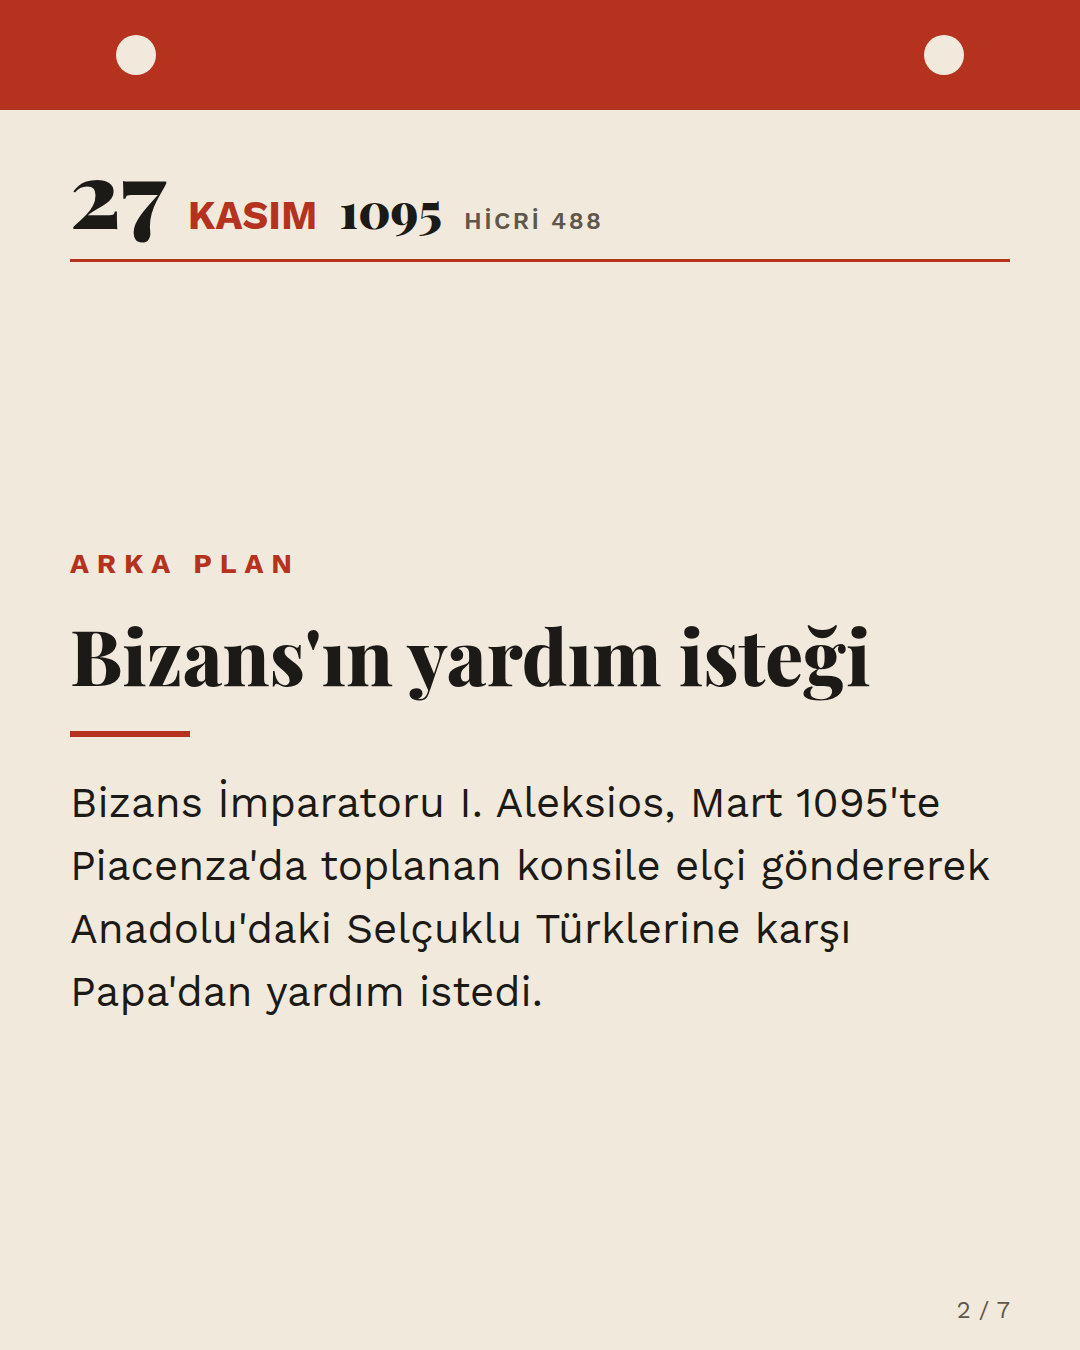 27 KASIM 1095 HİCRİ 488
ARKA PLAN
Bizans'ın yardım isteği
Bizans İmparatoru I. Aleksios, Mart 1095'te
Piacenza'da toplanan konsile elçi göndererek
Anadolu'daki Selçuklu Türklerine karşı
Papa'dan yardım istedi.
2 / 7